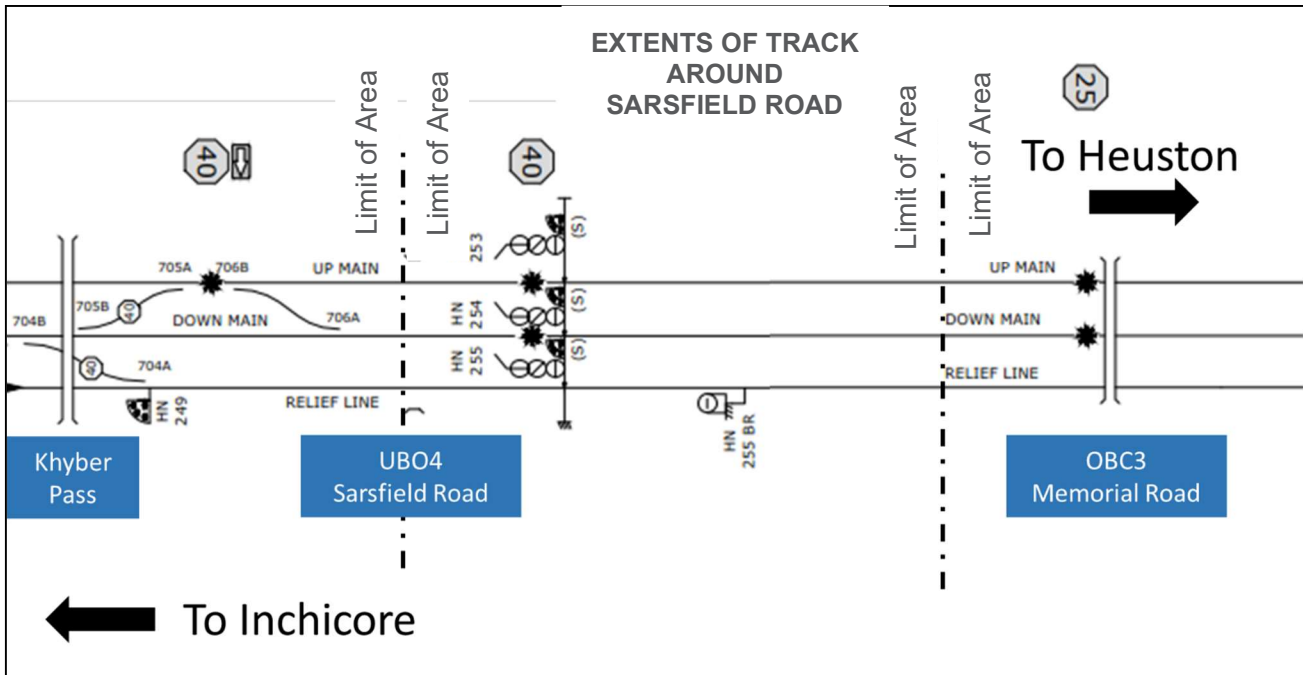 EXTENTS OF TRACK
AROUND
SARSFIELD ROAD
Limit of Area
Limit of Area
Limit of Area
Limit of Area
25
To Heuston
40
40
253
(S)
705A
706B
UP MAIN
UP MAIN
705B
40
HN
254
(S)
704B
DOWN MAIN
706A
DOWN MAIN
HN
255
(S)
40
704A
RELIEF LINE
RELIEF LINE
HN
249
HN
255 BR
Khyber
Pass
UBO4
Sarsfield Road
OBC3
Memorial Road
To Inchicore